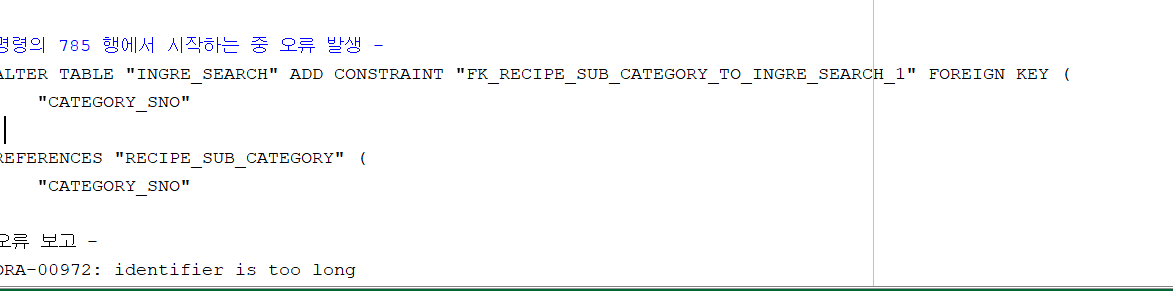 명령의 785 행에서 시작하는 중 오류 발생 -
ALTER TABLE "INGRE_SEARCH" ADD CONSTRAINT "FK_RECIPE_SUB_CATEGORY_TO_INGRE_SEARCH_1" FOREIGN KEY (
"CATEGORY_SNO"
REFERENCES "RECIPE_SUB_CATEGORY" (
"CATEGORY_SNO"
오류 보고 -
ORA-00972: identifier is too long